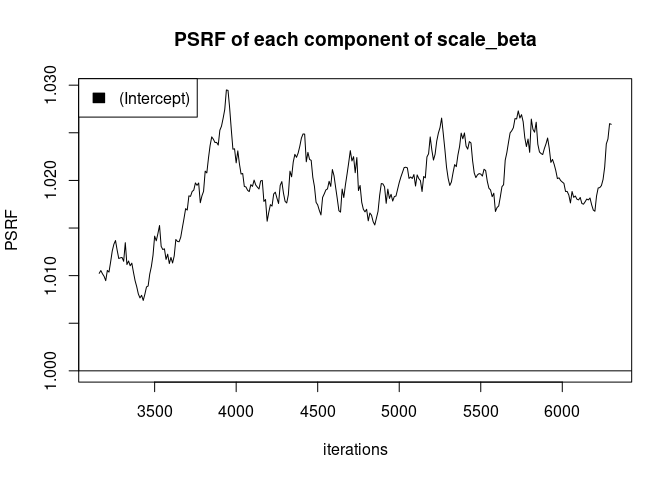 PSRF of each component of scale_beta
(Intercept)
PSRF
1.030
1.020
1.010
1.000
3500 4000 4500 5000 5500 6000
iterations